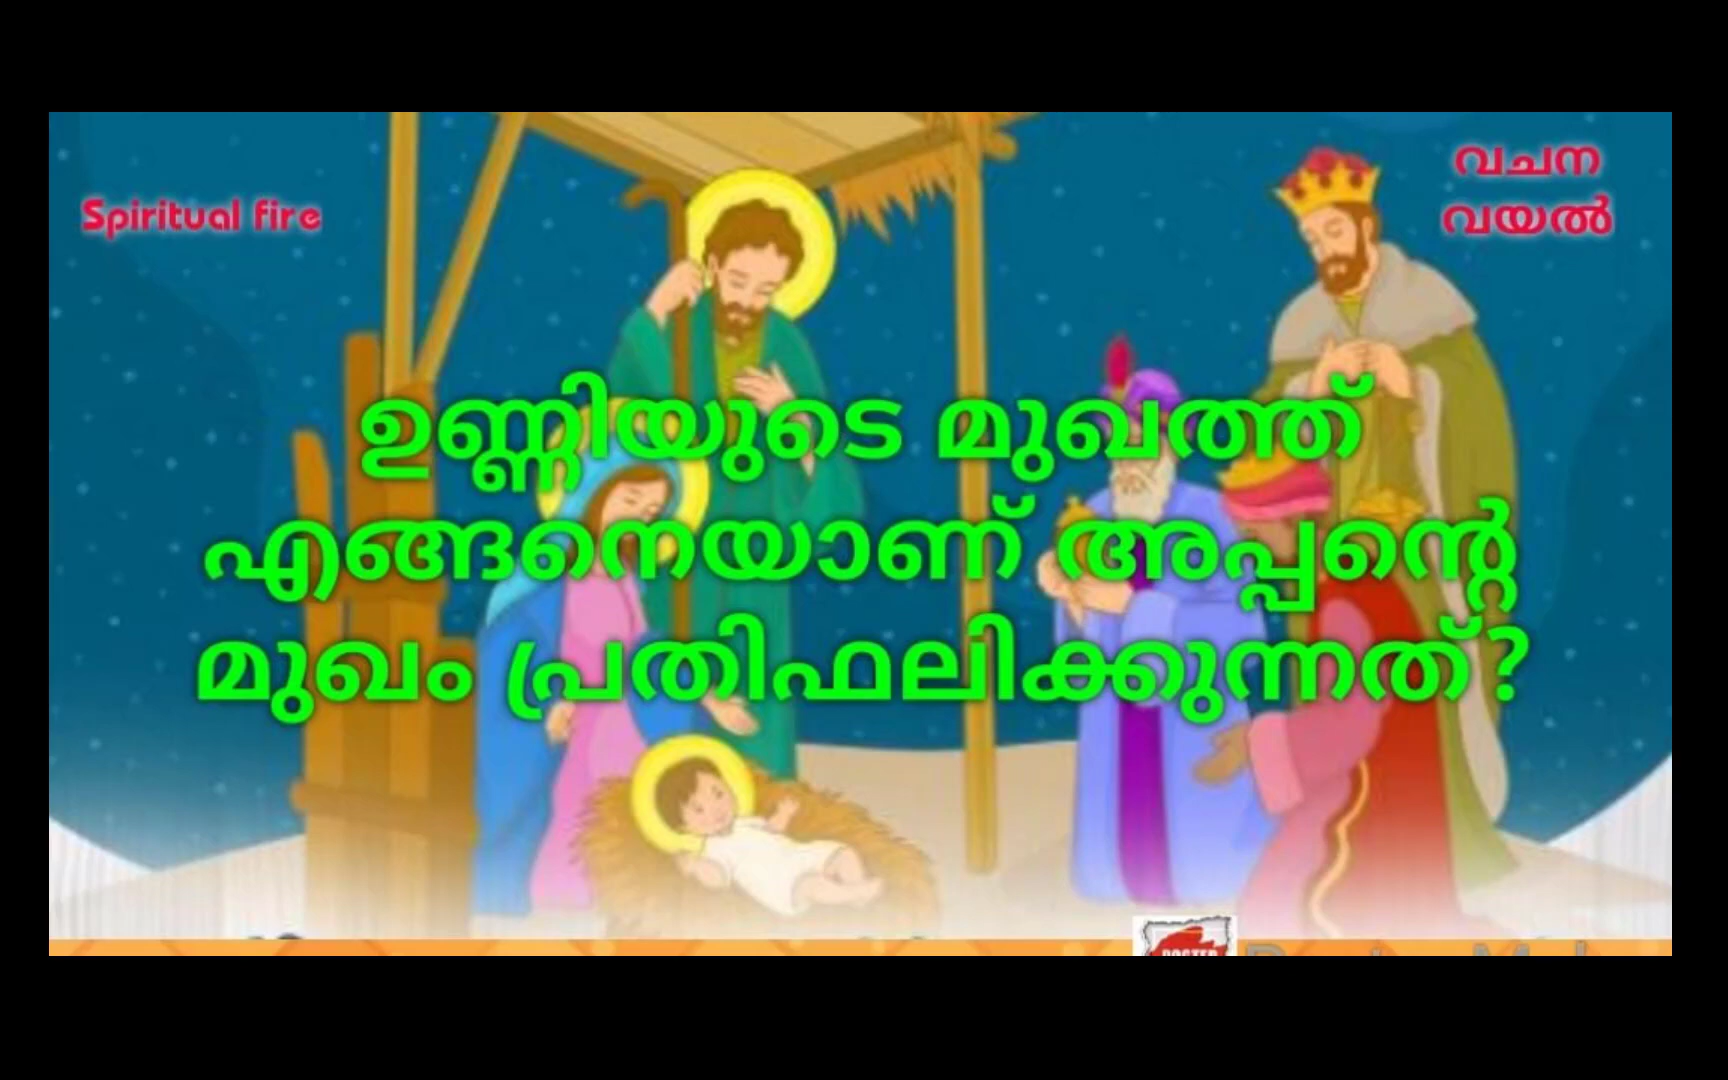 Spiritual fire
വചന
വയൽ
ഉണ്ണിയുടെ മുഖത്ത്
എങ്ങനെയാണ് അപ്പന്റെ
മുഖം പ്രതിഫലിക്കുന്നത്?